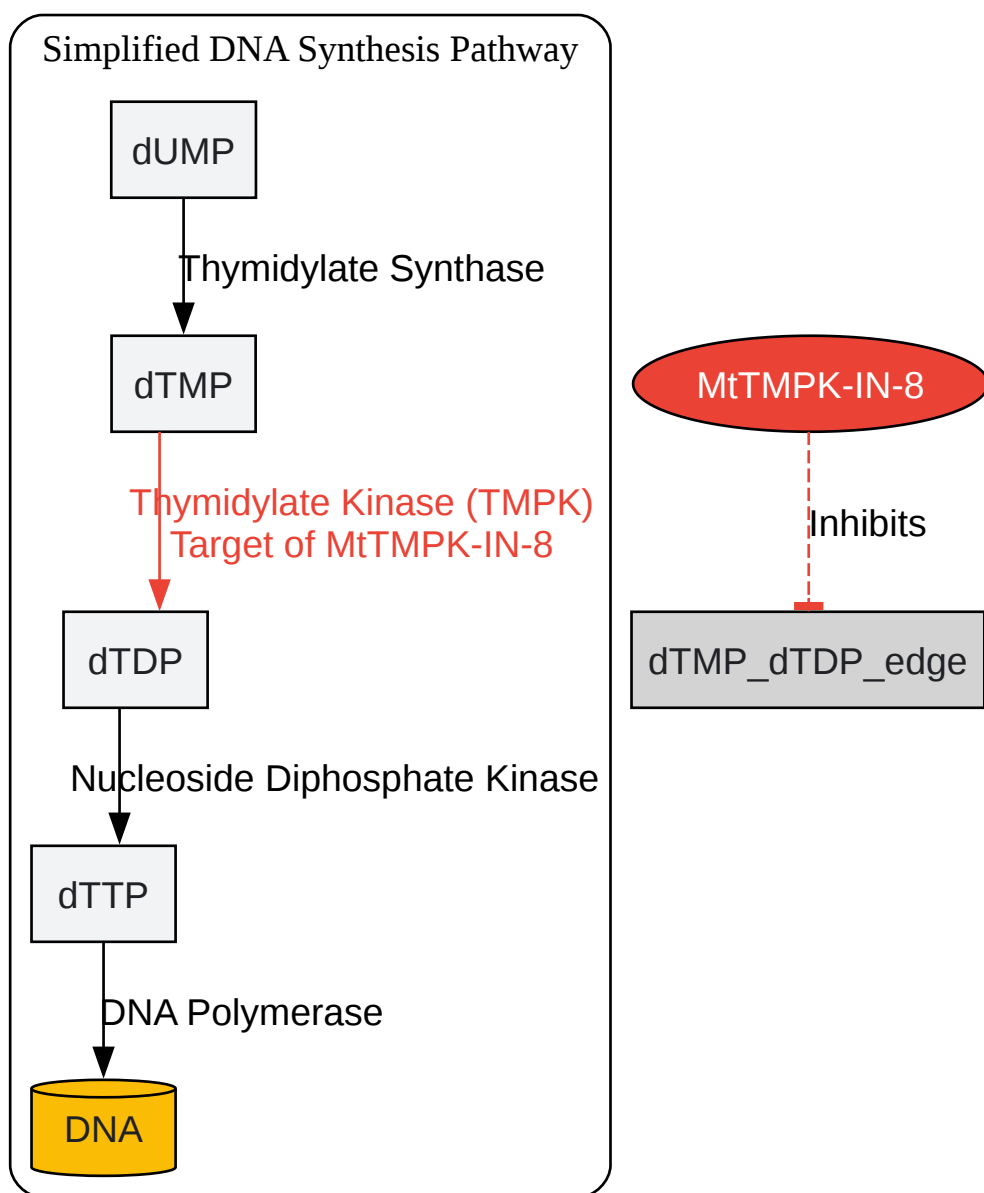 Simplified DNA Synthesis Pathway
dUMP
Thymidylate Synthase
dTMP
MtTMPK-IN-8
Thymidylate Kinase (TMPK)
Target of MtTMPK-IN-8
Inhibits
dTDP
dTMP_dTDP_edge
Nucleoside Diphosphate Kinase
dTTP
DNA Polymerase
DNA